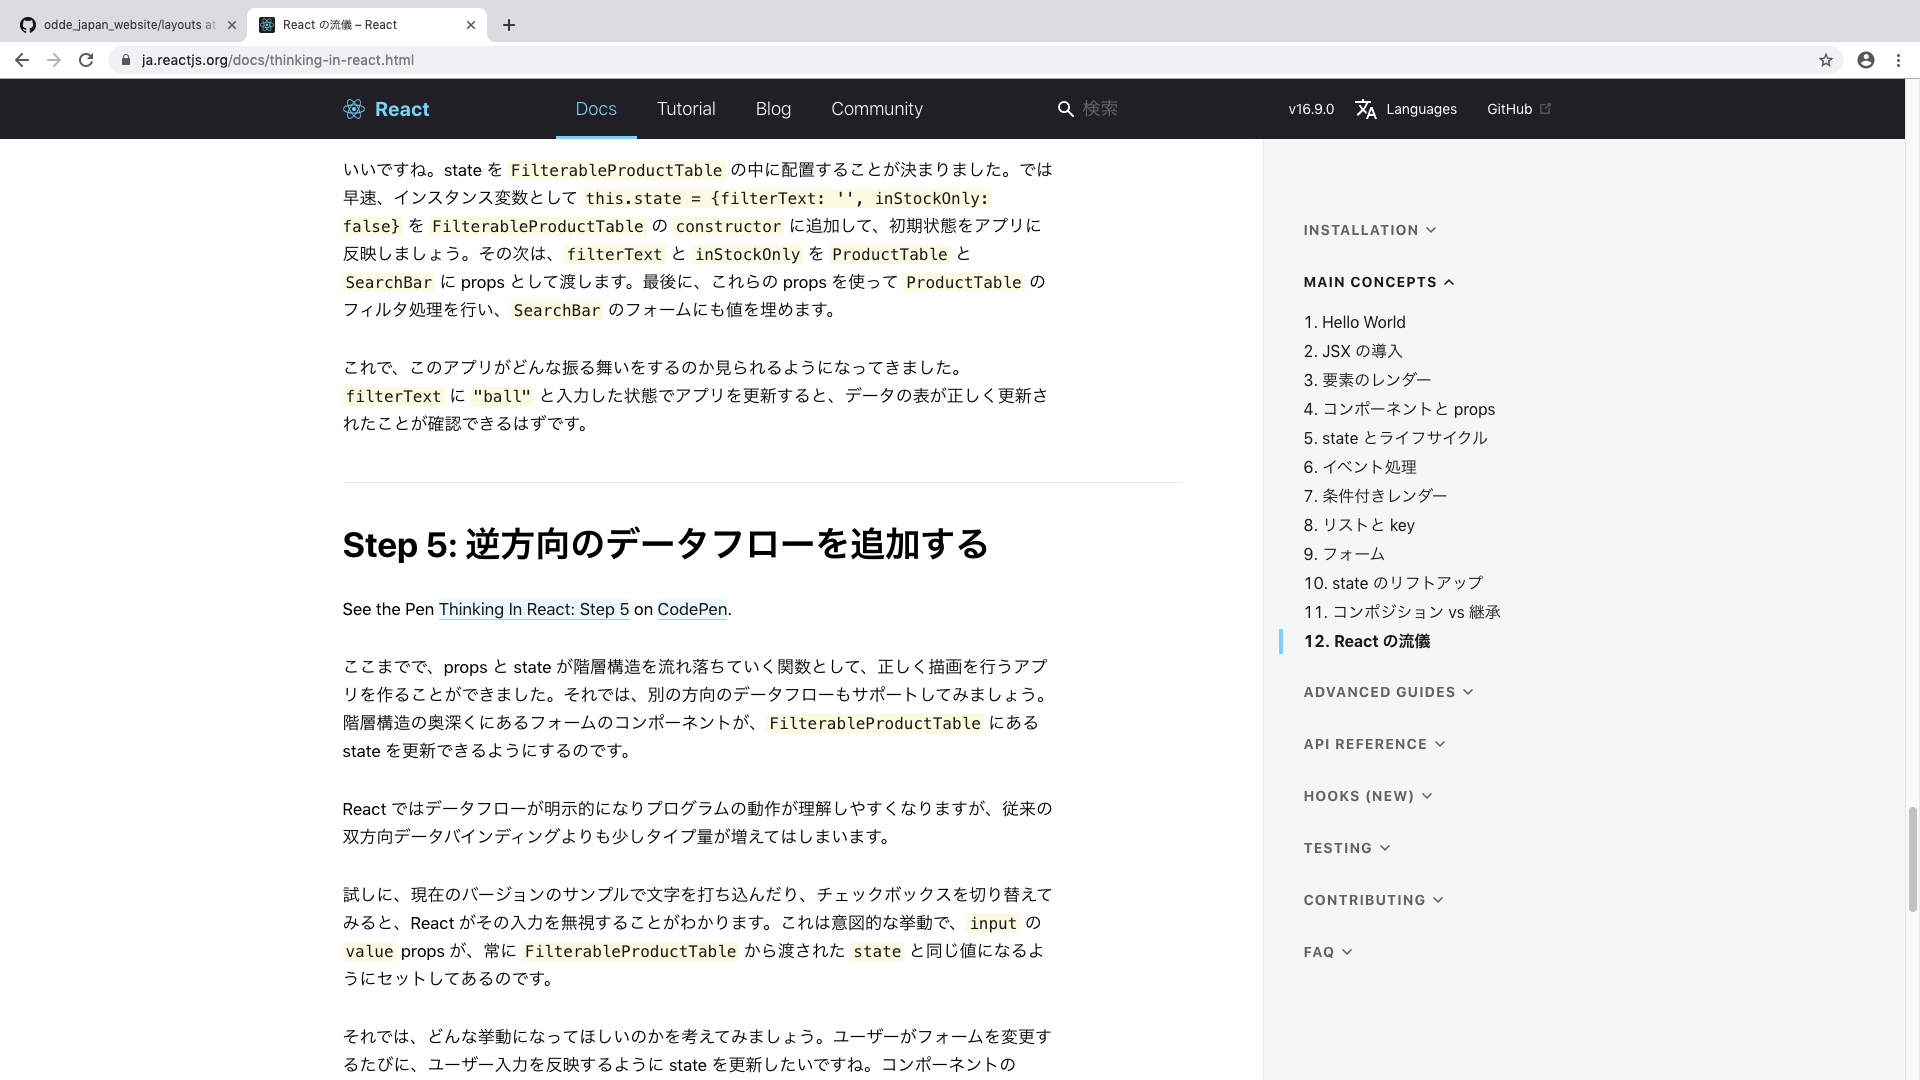 odde_japan_website/layouts at
React の流儀 – React
ja.reactjs.org/docs/thinking-in-react.html
React
Docs
Tutorial
Blog
Community
検索
v16.9.0
Languages
GitHub
いいですね。state を FilterableProductTable の中に配置することが決まりました。では
早速、インスタンス変数として this.state = {filterText: '', inStockOnly:
false} を FilterableProductTable の constructor に追加して、初期状態をアプリに
反映しましょう。その次は、filterText と inStockOnly を ProductTable と
SearchBar に props として渡します。最後に、これらの props を使って ProductTable の
フィルタ処理を行い、SearchBar のフォームにも値を埋めます。
これで、このアプリがどんな振る舞いをするのか見られるようになってきました。
filterText に "ball" と入力した状態でアプリを更新すると、データの表が正しく更新さ
れたことが確認できるはずです。
Step 5: 逆方向のデータフローを追加する
See the Pen Thinking In React: Step 5 on CodePen.
ここまでで、props と state が階層構造を流れ落ちていく関数として、正しく描画を行うアプ
リを作ることができました。それでは、別の方向のデータフローもサポートしてみましょう。
階層構造の奥深くにあるフォームのコンポーネントが、FilterableProductTable にある
state を更新できるようにするのです。
React ではデータフローが明示的になりプログラムの動作が理解しやすくなりますが、従来の
双方向データバインディングよりも少しタイプ量が増えてはしまいます。
試しに、現在のバージョンのサンプルで文字を打ち込んだり、チェックボックスを切り替えて
みると、React がその入力を無視することがわかります。これは意図的な挙動で、input の
value props が、常に FilterableProductTable から渡された state と同じ値になるよ
うにセットしてあるのです。
それでは、どんな挙動になってほしいのかを考えてみましょう。ユーザーがフォームを変更す
るたびに、ユーザー入力を反映するように state を更新したいですね。コンポーネントの
INSTALLATION
MAIN CONCEPTS
1. Hello World
2. JSX の導入
3. 要素のレンダー
4. コンポーネントと props
5. state とライフサイクル
6. イベント処理
7. 条件付きレンダー
8. リストと key
9. フォーム
10. state のリフトアップ
11. コンポジション vs 継承
12. React の流儀
ADVANCED GUIDES
API REFERENCE
HOOKS (NEW)
TESTING
CONTRIBUTING
FAQ